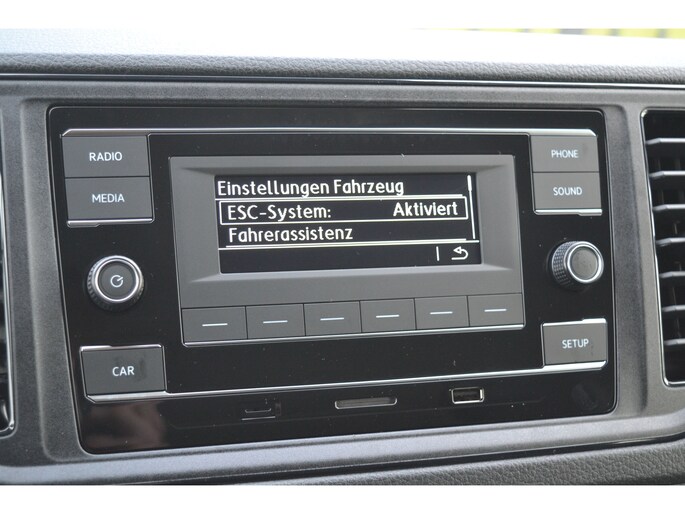 RADIO
MEDIA
Einstellungen Fahrzeug
ESC-System: Aktiviert
Fahrerassistenz
PHONE
SOUND
CAR
SETUP